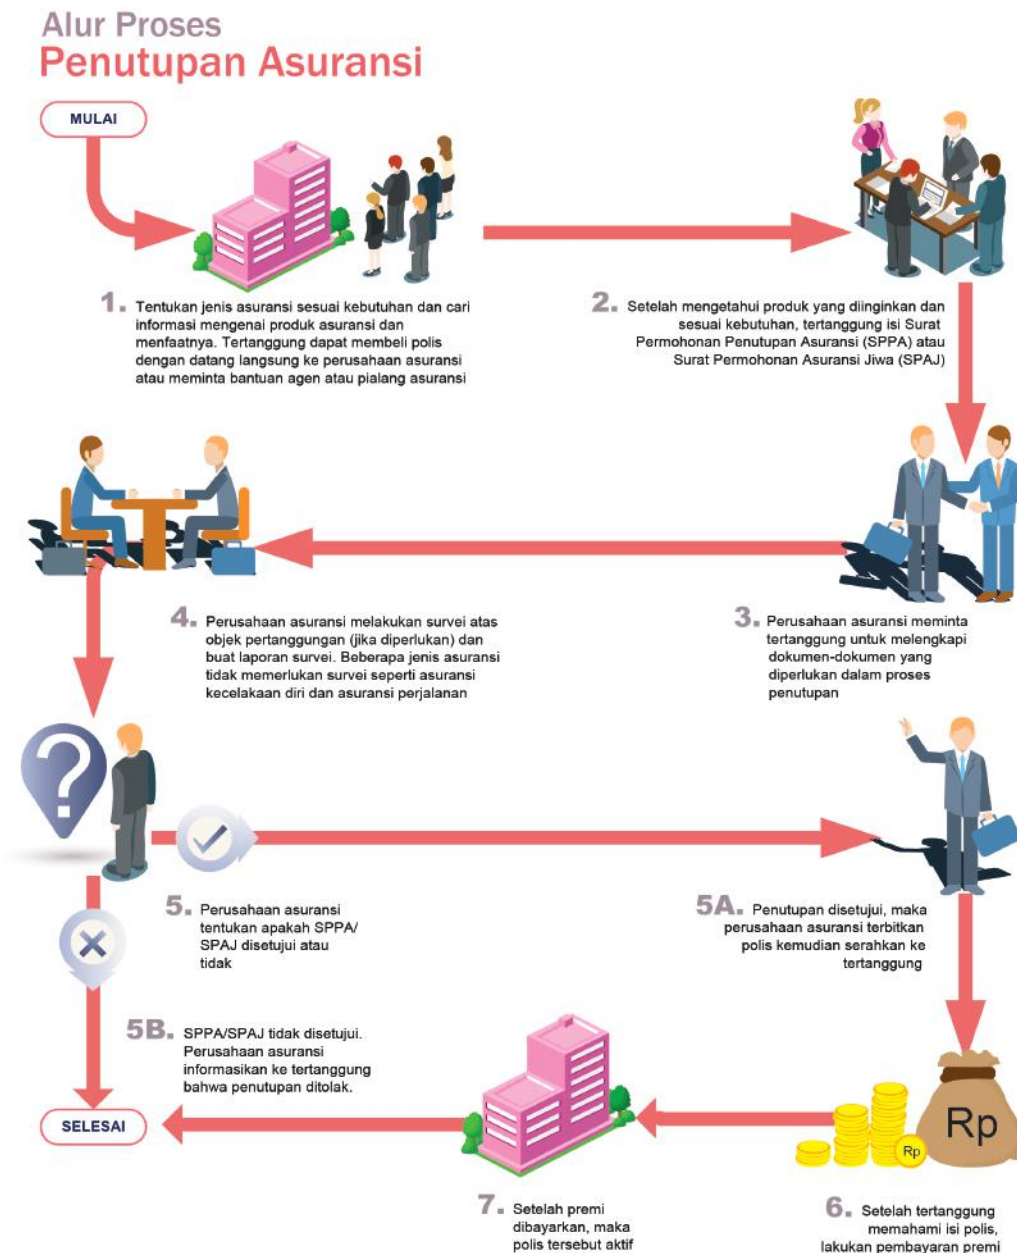 Alur Proses
Penutupan Asuransi
MULAI
1. Tentukan jenis asuransi sesuai kebutuhan dan cari
informasi mengenai produk asuransi dan
menfaatnya. Tertanggung dapat membeli polis
dengan datang langsung ke perusahaan asuransi
atau meminta bantuan agen atau pialang asuransi
2. Setelah mengetahui produk yang diinginkan dan
sesuai kebutuhan, tertanggung isi Surat
Permohonan Penutupan Asuransi (SPPA) atau
Surat Permohonan Asuransi Jiwa (SPAJ)
3. Perusahaan asuransi meminta
tertanggung untuk melengkapi
dokumen-dokumen yang
diperlukan dalam proses
penutupan
4. Perusahaan asuransi melakukan survei atas
objek pertanggungan (jika diperlukan) dan
buat laporan survei. Beberapa jenis asuransi
tidak memerlukan survei seperti asuransi
kecelakaan diri dan asuransi perjalanan
?
5. Perusahaan asuransi
tentukan apakah SPPA/
SPAJ disetujui atau
tidak
5A. Penutupan disetujui, maka
perusahaan asuransi terbitkan
polis kemudian serahkan ke
tertanggung
5B. SPPA/SPAJ tidak disetujui.
Perusahaan asuransi
informasikan ke tertanggung
bahwa penutupan ditolak.
Rp
Rp
6. Setelah tertanggung
memahami isi polis,
lakukan pembayaran premi
7. Setelah premi
dibayarkan, maka
polis tersebut aktif
SELESAI